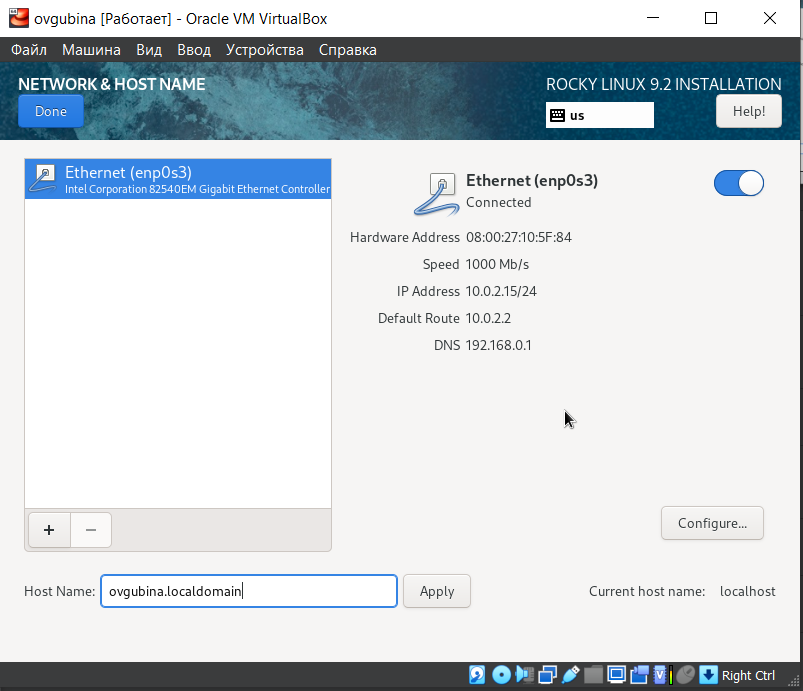 ovgubina [Работает] - Oracle VM VirtualBox
Файл Машина Вид Ввод Устройства Справка
NETWORK & HOST NAME
ROCKY LINUX 9.2 INSTALLATION
Done
us
Help!
Ethernet (enp0s3)
Intel Corporation 82540EM Gigabit Ethernet Controller
Ethernet (enp0s3)
Connected
Hardware Address 08:00:27:10:5F:84
Speed 1000 Mb/s
IP Address 10.0.2.15/24
Default Route 10.0.2.2
DNS 192.168.0.1
+ −
Configure...
Host Name: ovgubina.localdomain Apply Current host name: localhost
Right Ctrl